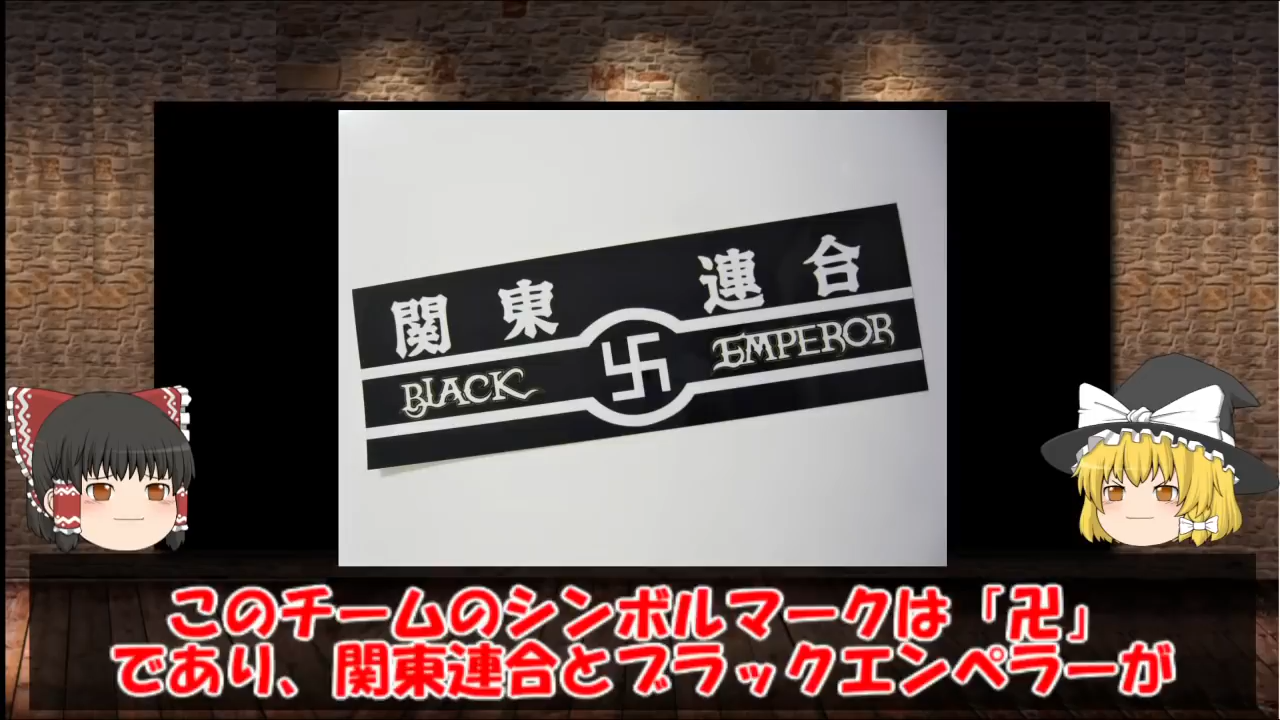 関東 連合
BLACK 卍 EMPEROR
このチームのシンボルマークは「卍」
であり、関東連合とブラックエンペラーが